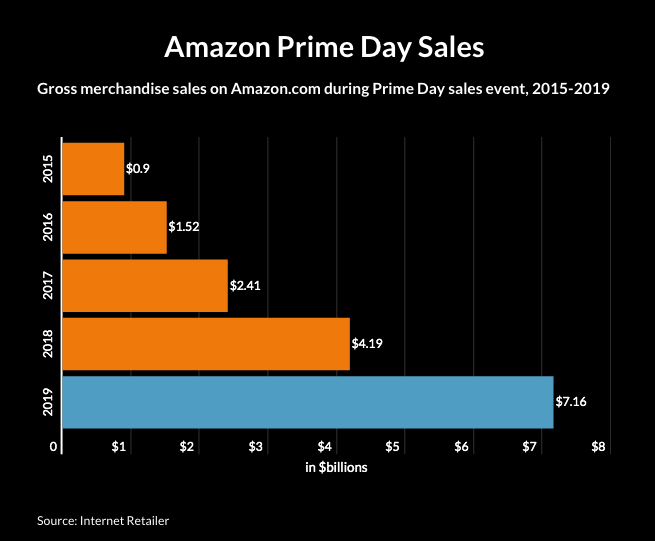 Amazon Prime Day Sales
Gross merchandise sales on Amazon.com during Prime Day sales event, 2015-2019
2015
$0.9
2016
$1.52
2017
$2.41
2018
$4.19
2019
$7.16
0 $1 $2 $3 $4 $5 $6 $7 $8
in $billions
Source: Internet Retailer